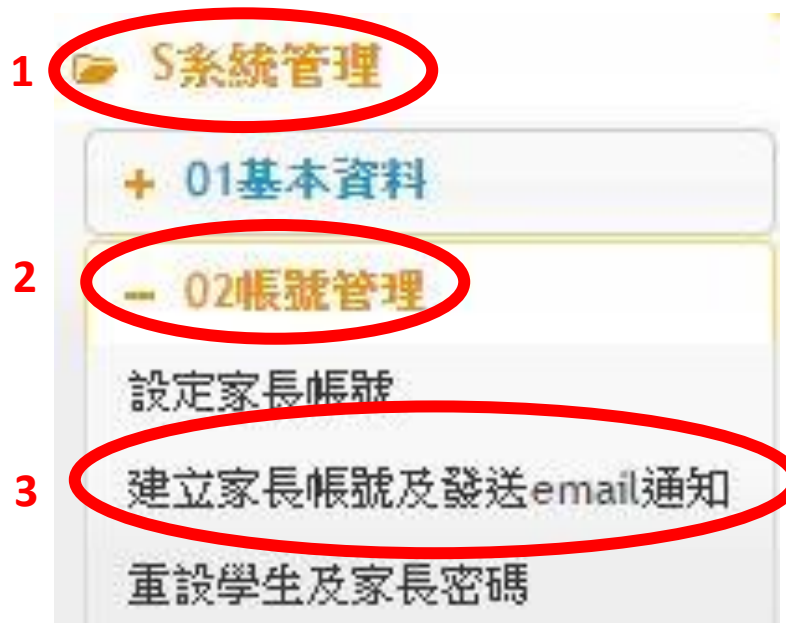 1 S系統管理
+ 01基本資料
2 − 02帳號管理
設定家長帳號
3 建立家長帳號及發送email通知
重設學生及家長密碼